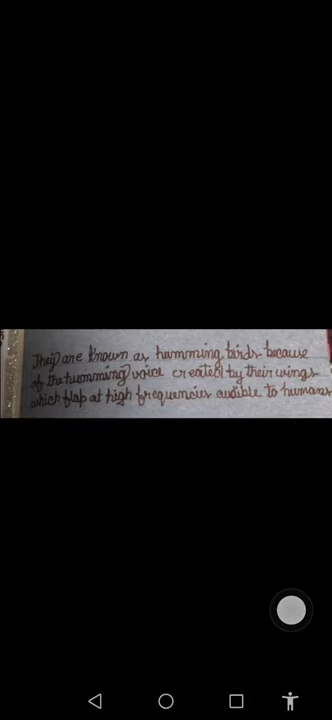 They are known as humming birds because
of the humming voice created by their wings
which flap at high frequencies audible to humans